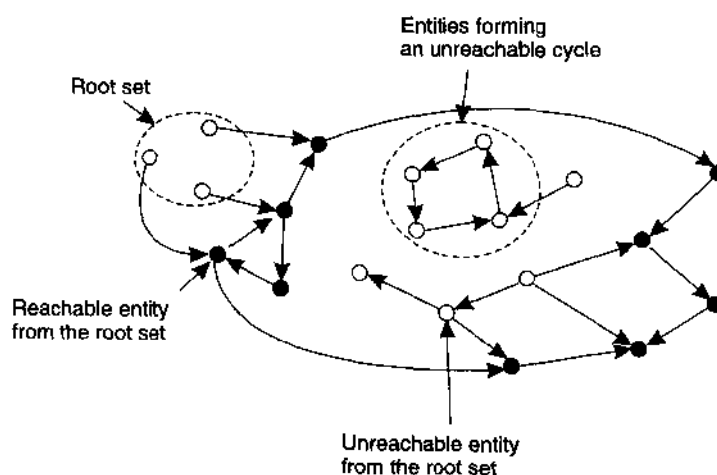 Entities forming
an unreachable cycle
Root set
Reachable entity
from the root set
Unreachable entity
from the root set